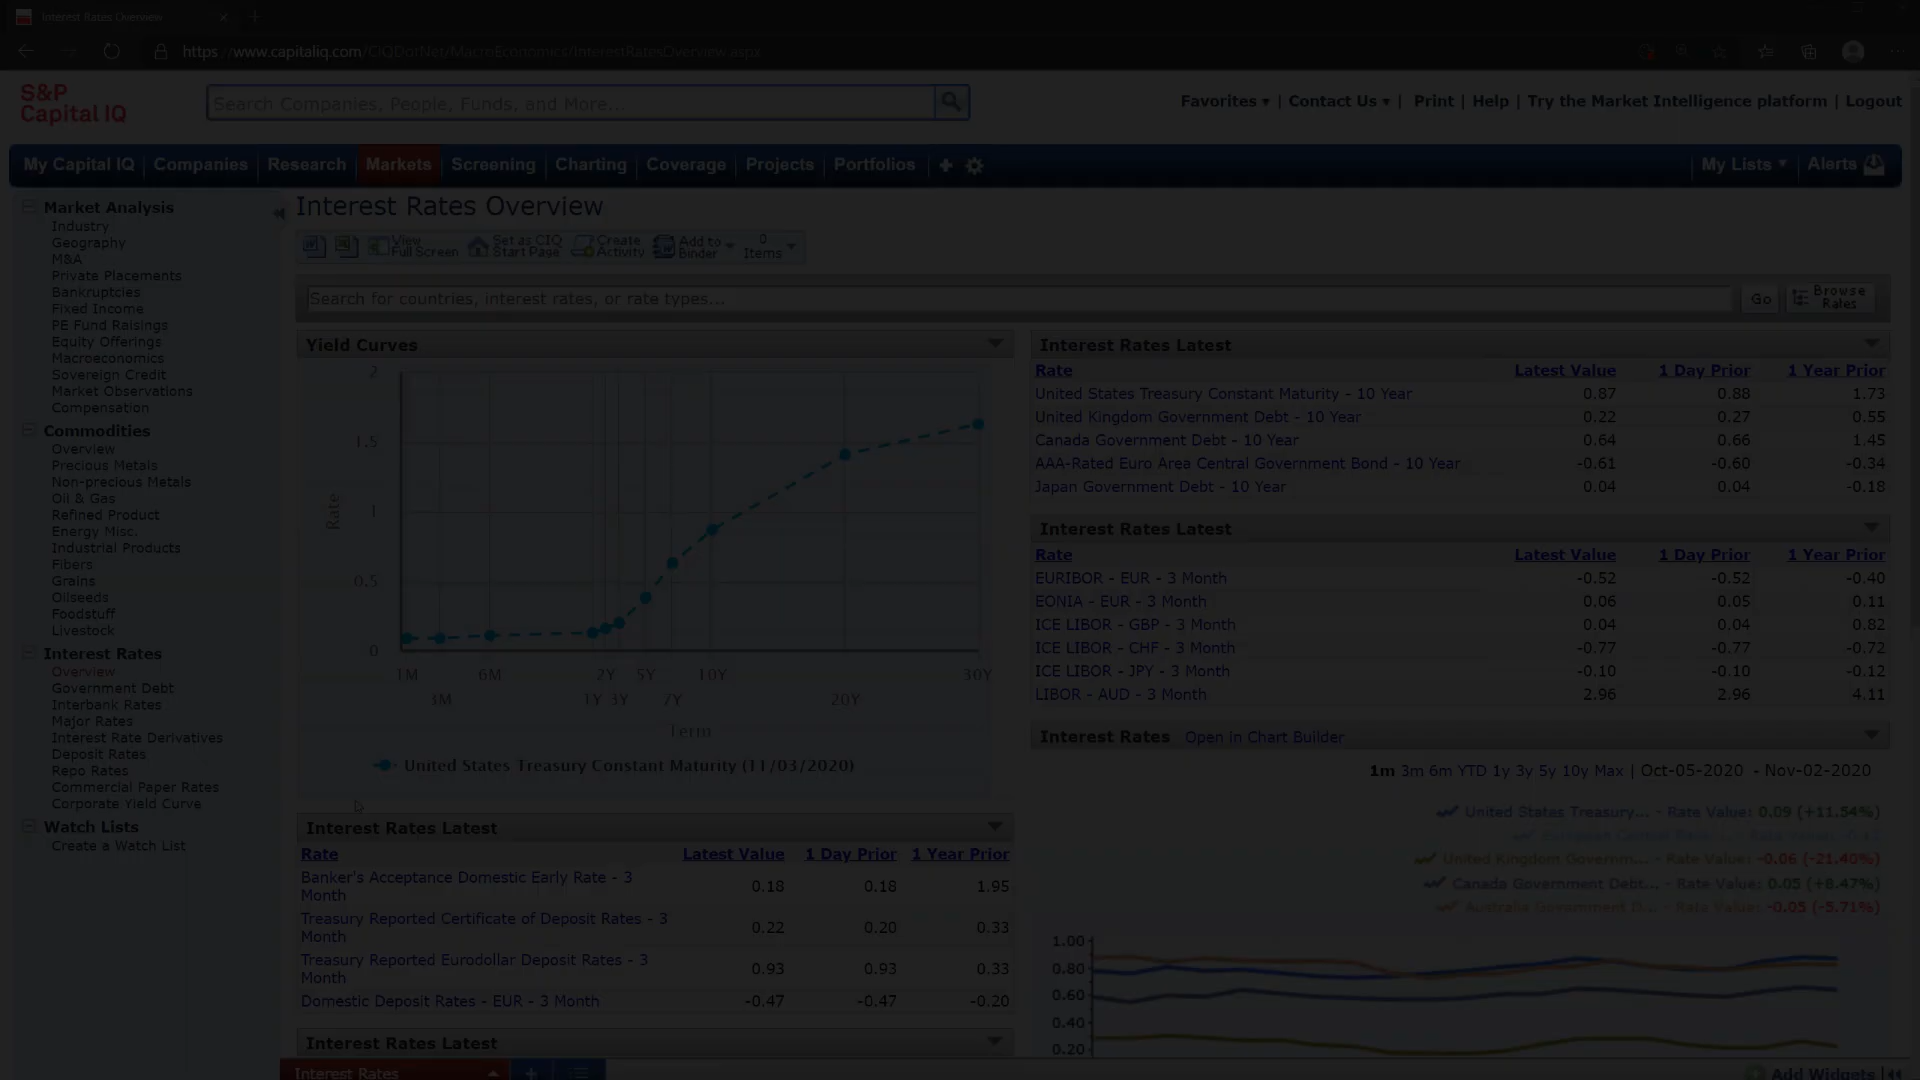 Interest Rates Overview
https://www.capitaliq.com/CIQDotNet/MacroEconomics/InterestRatesOverview.aspx
S&P
Capital IQ
Search Companies, People, Funds, and More...
Favorites | Contact Us | Print | Help | Try the Market Intelligence platform | Logout
My Capital IQ Companies Research Markets Screening Charting Coverage Projects Portfolios My Lists Alerts
Market Analysis
Industry
Geography
M&A
Private Placements
Bankruptcies
Fixed Income
PE Fund Raisings
Equity Offerings
Macroeconomics
Sovereign Credit
Market Observations
Compensation
Commodities
Overview
Precious Metals
Non-precious Metals
Oil & Gas
Refined Product
Energy Misc.
Industrial Products
Fibers
Grains
Oilseeds
Foodstuff
Livestock
Interest Rates
Overview
Government Debt
Interbank Rates
Major Rates
Interest Rate Derivatives
Deposit Rates
Repo Rates
Commercial Paper Rates
Corporate Yield Curve
Watch Lists
Create a Watch List
Interest Rates Overview
View Full Screen Set as CIQ Start Page Create Activity Add to Binder 0 Items
Search for countries, interest rates, or rate types... Go Browse Rates
Yield Curves
2
1.5
1
0.5
0
Rate
1M 6M 2Y 5Y 10Y 30Y
3M 1Y 3Y 7Y 20Y
Term
United States Treasury Constant Maturity (11/03/2020)
Interest Rates Latest
Rate Latest Value 1 Day Prior 1 Year Prior
Banker's Acceptance Domestic Early Rate - 3
Month 0.18 0.18 1.95
Treasury Reported Certificate of Deposit Rates - 3
Month 0.22 0.20 0.33
Treasury Reported Eurodollar Deposit Rates - 3
Month 0.93 0.93 0.33
Domestic Deposit Rates - EUR - 3 Month -0.47 -0.47 -0.20
Interest Rates Latest
Interest Rates Latest
Rate Latest Value 1 Day Prior 1 Year Prior
United States Treasury Constant Maturity - 10 Year 0.87 0.88 1.73
United Kingdom Government Debt - 10 Year 0.22 0.27 0.55
Canada Government Debt - 10 Year 0.64 0.66 1.45
AAA-Rated Euro Area Central Government Bond - 10 Year -0.61 -0.60 -0.34
Japan Government Debt - 10 Year 0.04 0.04 -0.18
Interest Rates Latest
Rate Latest Value 1 Day Prior 1 Year Prior
EURIBOR - EUR - 3 Month -0.52 -0.52 -0.40
EONIA - EUR - 3 Month 0.06 0.05 0.11
ICE LIBOR - GBP - 3 Month 0.04 0.04 0.82
ICE LIBOR - CHF - 3 Month -0.77 -0.77 -0.72
ICE LIBOR - JPY - 3 Month -0.10 -0.10 -0.12
LIBOR - AUD - 3 Month 2.96 2.96 4.11
Interest Rates Open in Chart Builder
1m 3m 6m YTD 1y 3y 5y 10y Max | Oct-05-2020 - Nov-02-2020
United States Treasury... - Rate Value: 0.09 (+11.54%)
United Kingdom Governm... - Rate Value: -0.06 (-21.40%)
Canada Government Debt... - Rate Value: 0.05 (+8.47%)
Australia Government D... - Rate Value: -0.05 (-5.71%)
1.00
0.80
0.60
0.40
0.20
Interest Rates
Add Widgets